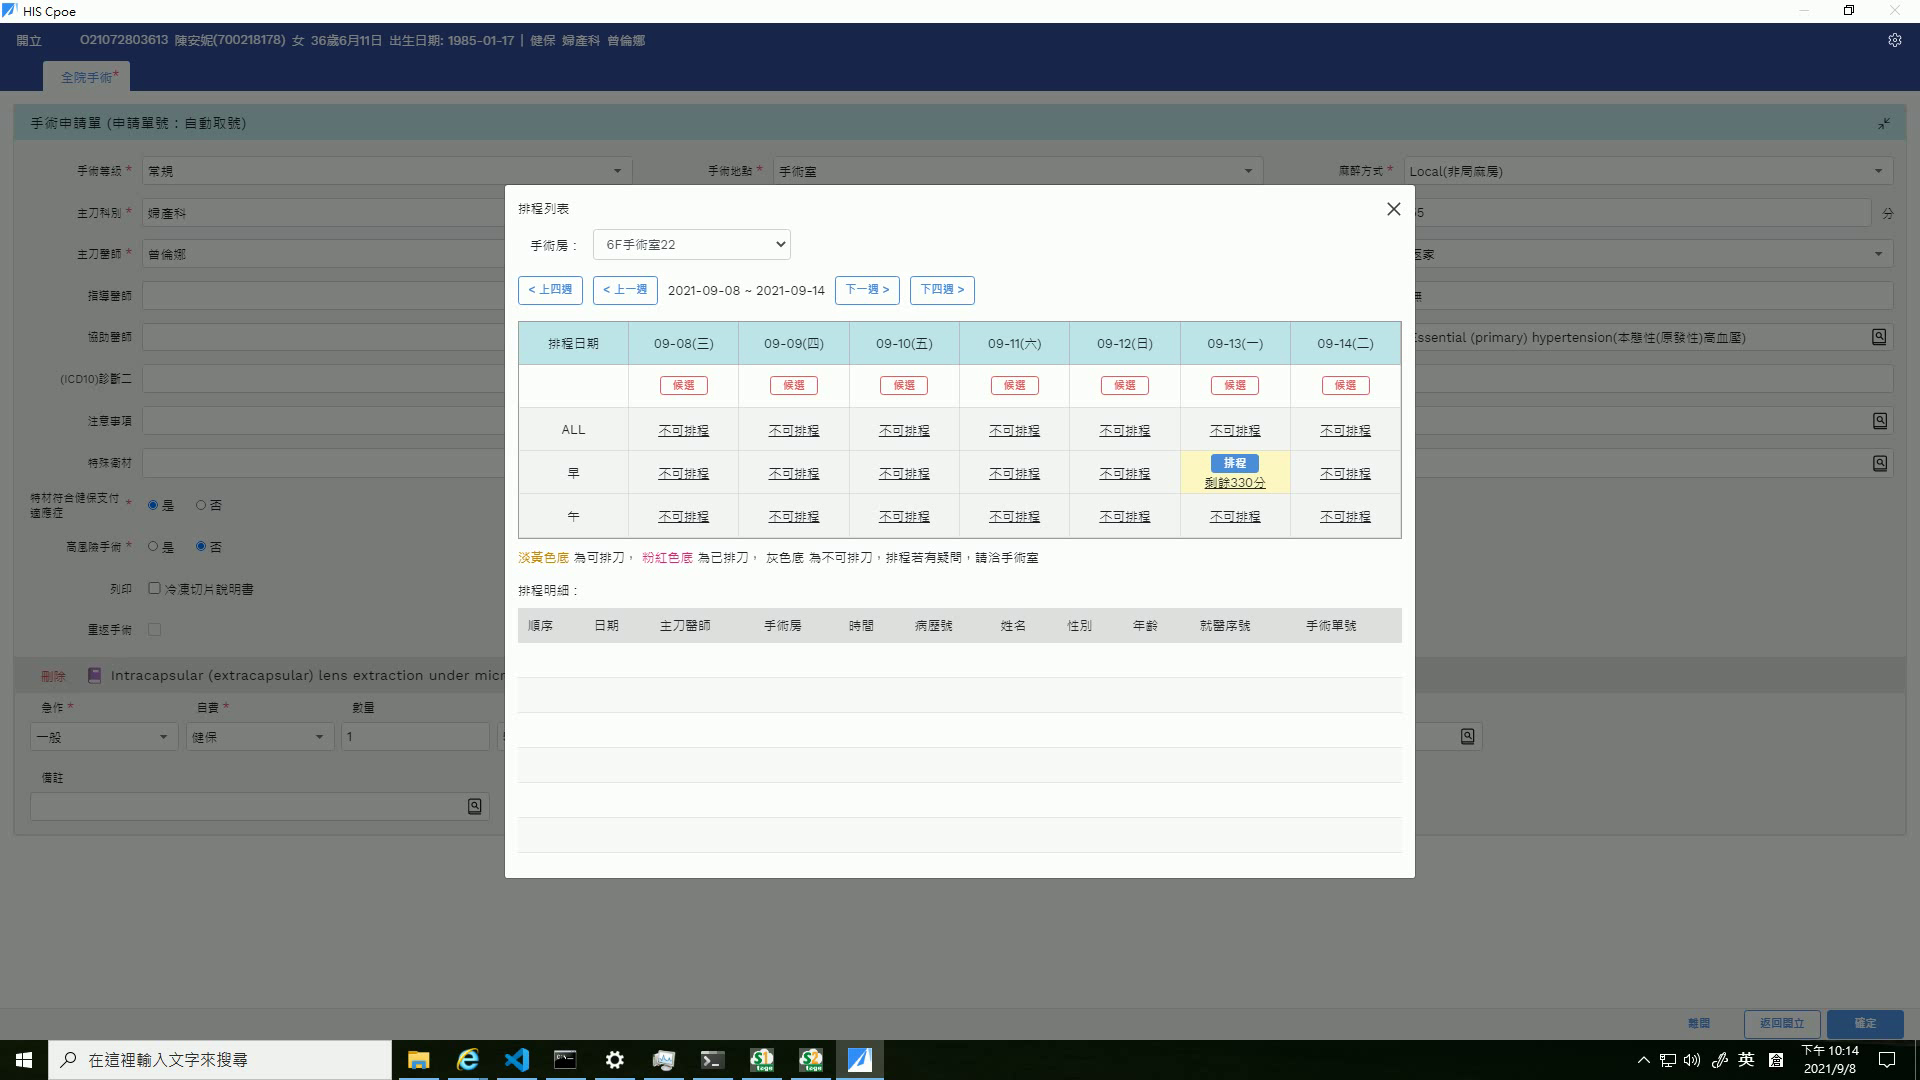 HIS Cpoe
開立 O21072803613 陳安妮(700218178) 女 36歲6月11日 出生日期: 1985-01-17 | 健保 婦產科 曾倫娜
全院手術*
手術申請單 (申請單號：自動取號)
手術等級 * 常規 手術地點 * 手術室 麻醉方式 * Local(非局麻房)
排程列表
主刀科別 * 婦產科 5 分
手術房： 6F手術室22
主刀醫師 * 曾倫娜 返家
指導醫師
< 上四週 < 上一週 2021-09-08 ~ 2021-09-14 下一週 > 下四週 >
協助醫師 Essential (primary) hypertension(本態性(原發性)高血壓)
排程日期 09-08(三) 09-09(四) 09-10(五) 09-11(六) 09-12(日) 09-13(一) 09-14(二)
(ICD10)診斷二
候選 候選 候選 候選 候選 候選 候選
注意事項
ALL 不可排程 不可排程 不可排程 不可排程 不可排程 不可排程 不可排程
特殊衛材
早 不可排程 不可排程 不可排程 不可排程 不可排程 排程 不可排程
剩餘330分
特材符合健保支付適應症 * 是 否
午 不可排程 不可排程 不可排程 不可排程 不可排程 不可排程 不可排程
高風險手術 * 是 否
淡黃色底 為可排刀， 粉紅色底 為已排刀， 灰色底 為不可排刀，排程若有疑問，請洽手術室
列印 冷凍切片說明書
排程明細：
重返手術
順序 日期 主刀醫師 手術房 時間 病歷號 姓名 性別 年齡 就醫序號 手術單號
刪除 Intracapsular (extracapsular) lens extraction under micr
急作 * 自費 * 數量
一般 健保 1
備註
離開 返回開立 確定
在這裡輸入文字來搜尋
英
下午 10:14
2021/9/8